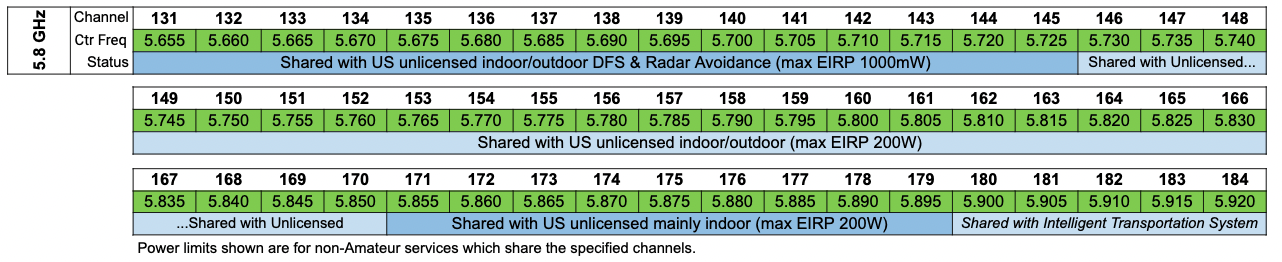 5.8 GHz
Channel 131 132 133 134 135 136 137 138 139 140 141 142 143 144 145 146 147 148
Ctr Freq 5.655 5.660 5.665 5.670 5.675 5.680 5.685 5.690 5.695 5.700 5.705 5.710 5.715 5.720 5.725 5.730 5.735 5.740
Status Shared with US unlicensed indoor/outdoor DFS & Radar Avoidance (max EIRP 1000mW) Shared with Unlicensed...
149 150 151 152 153 154 155 156 157 158 159 160 161 162 163 164 165 166
5.745 5.750 5.755 5.760 5.765 5.770 5.775 5.780 5.785 5.790 5.795 5.800 5.805 5.810 5.815 5.820 5.825 5.830
Shared with US unlicensed indoor/outdoor (max EIRP 200W)
167 168 169 170 171 172 173 174 175 176 177 178 179 180 181 182 183 184
5.835 5.840 5.845 5.850 5.855 5.860 5.865 5.870 5.875 5.880 5.885 5.890 5.895 5.900 5.905 5.910 5.915 5.920
...Shared with Unlicensed Shared with US unlicensed mainly indoor (max EIRP 200W) Shared with Intelligent Transportation System
Power limits shown are for non-Amateur services which share the specified channels.